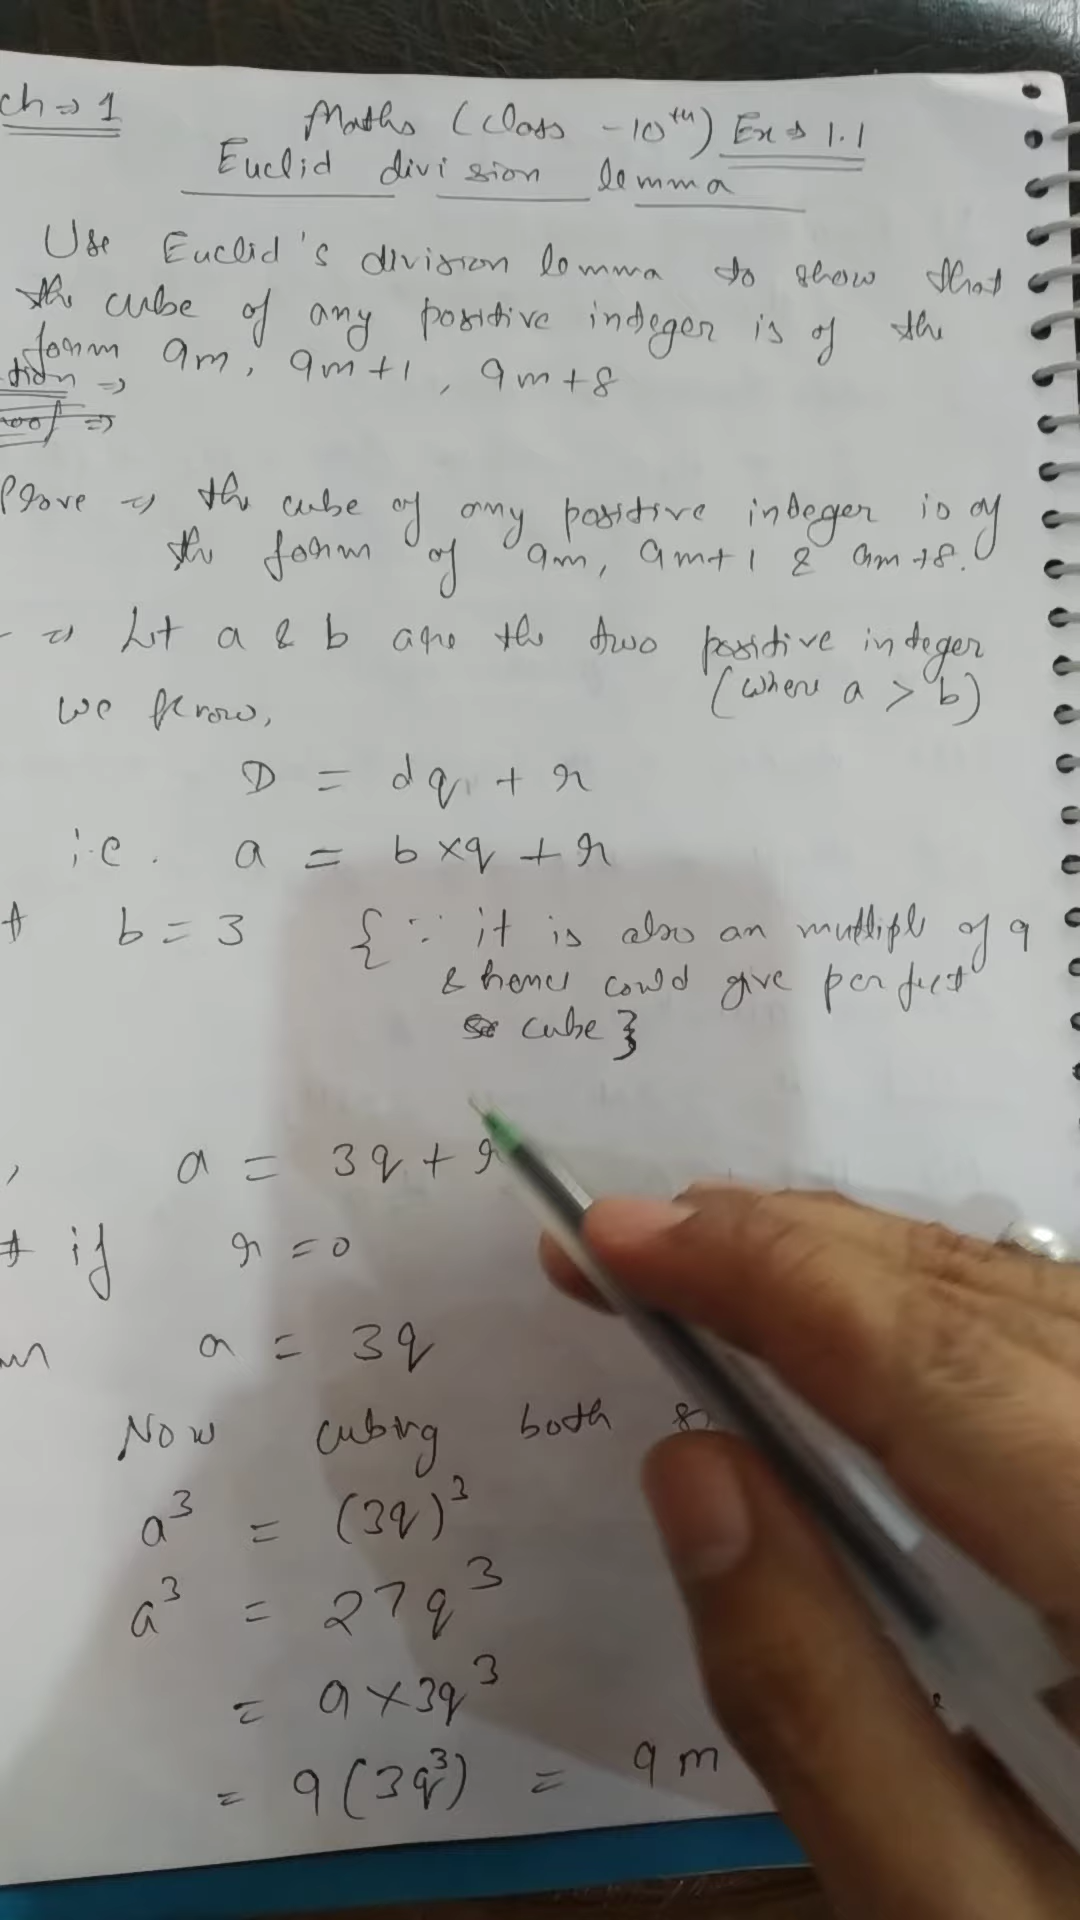 ch ⇒ 1
Maths (Class - 10th) Ex ⇒ 1.1
Euclid division lemma
Use Euclid's division lemma to show that
the cube of any positive integer is of the
form 9m, 9m+1, 9m+8
tion ⇒
roof ⇒
Prove ⇒ the cube of any positive integer is of
the form of 9m, 9m+1 & 9m+8.
⇒ Let a & b are the two positive integer
(where a > b)
we know,
D = dq + r
i.e. a = b×q + r
b = 3 {∵ it is also an multiple of 9
& hence could give perfect
cube}
, a = 3q + r
if r = 0
a = 3q
Now cubing both
a³ = (3q)³
a³ = 27q³
= 9×3q³
= 9(3q³) = 9m